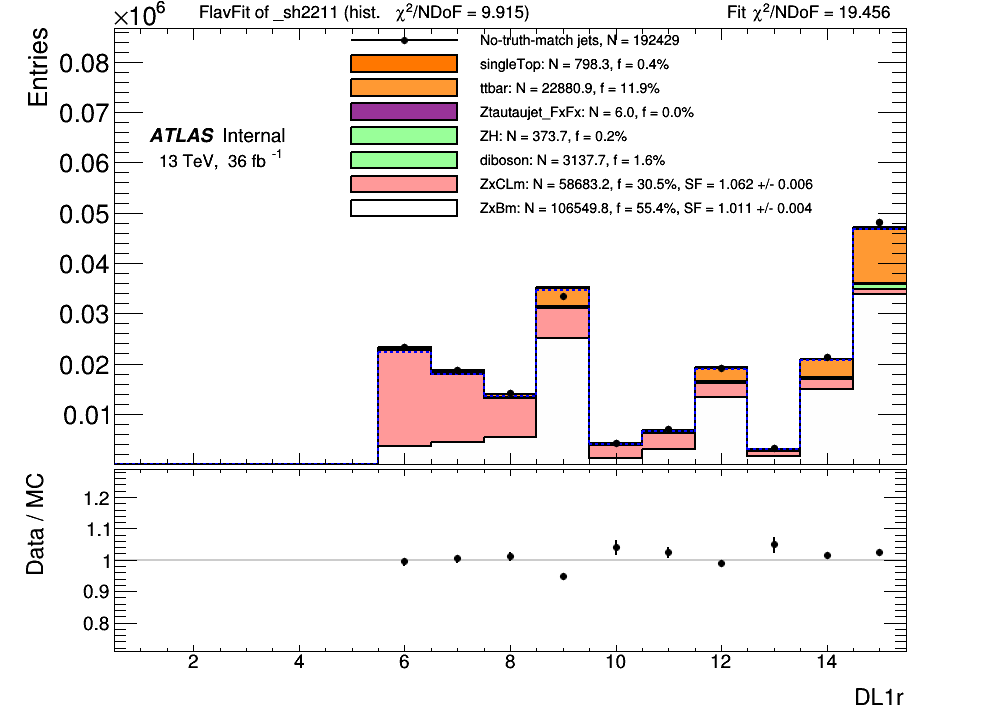 ×10⁶ FlavFit of _sh2211 (hist. χ²/NDoF = 9.915) Fit χ²/NDoF = 19.456
Entries
No-truth-match jets, N = 192429
singleTop: N = 798.3, f = 0.4%
ttbar: N = 22880.9, f = 11.9%
Ztautaujet_FxFx: N = 6.0, f = 0.0%
ZH: N = 373.7, f = 0.2%
diboson: N = 3137.7, f = 1.6%
ZxCLm: N = 58683.2, f = 30.5%, SF = 1.062 +/- 0.006
ZxBm: N = 106549.8, f = 55.4%, SF = 1.011 +/- 0.004
ATLAS Internal
13 TeV, 36 fb⁻¹
0.08
0.07
0.06
0.05
0.04
0.03
0.02
0.01
Data / MC
1.2
1.1
1
0.9
0.8
2 4 6 8 10 12 14
DL1r